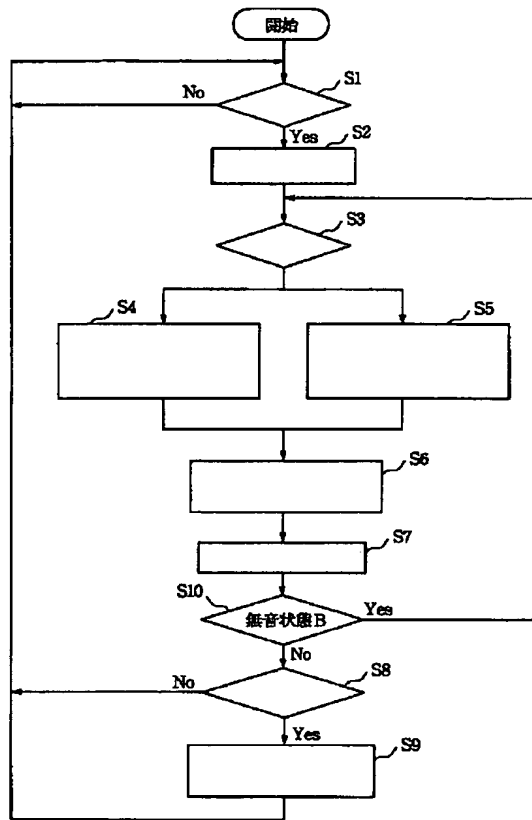 開始
S1
No
Yes
S2
S3
S4
S5
S6
S7
S10
無音状態B
Yes
No
S8
No
Yes
S9